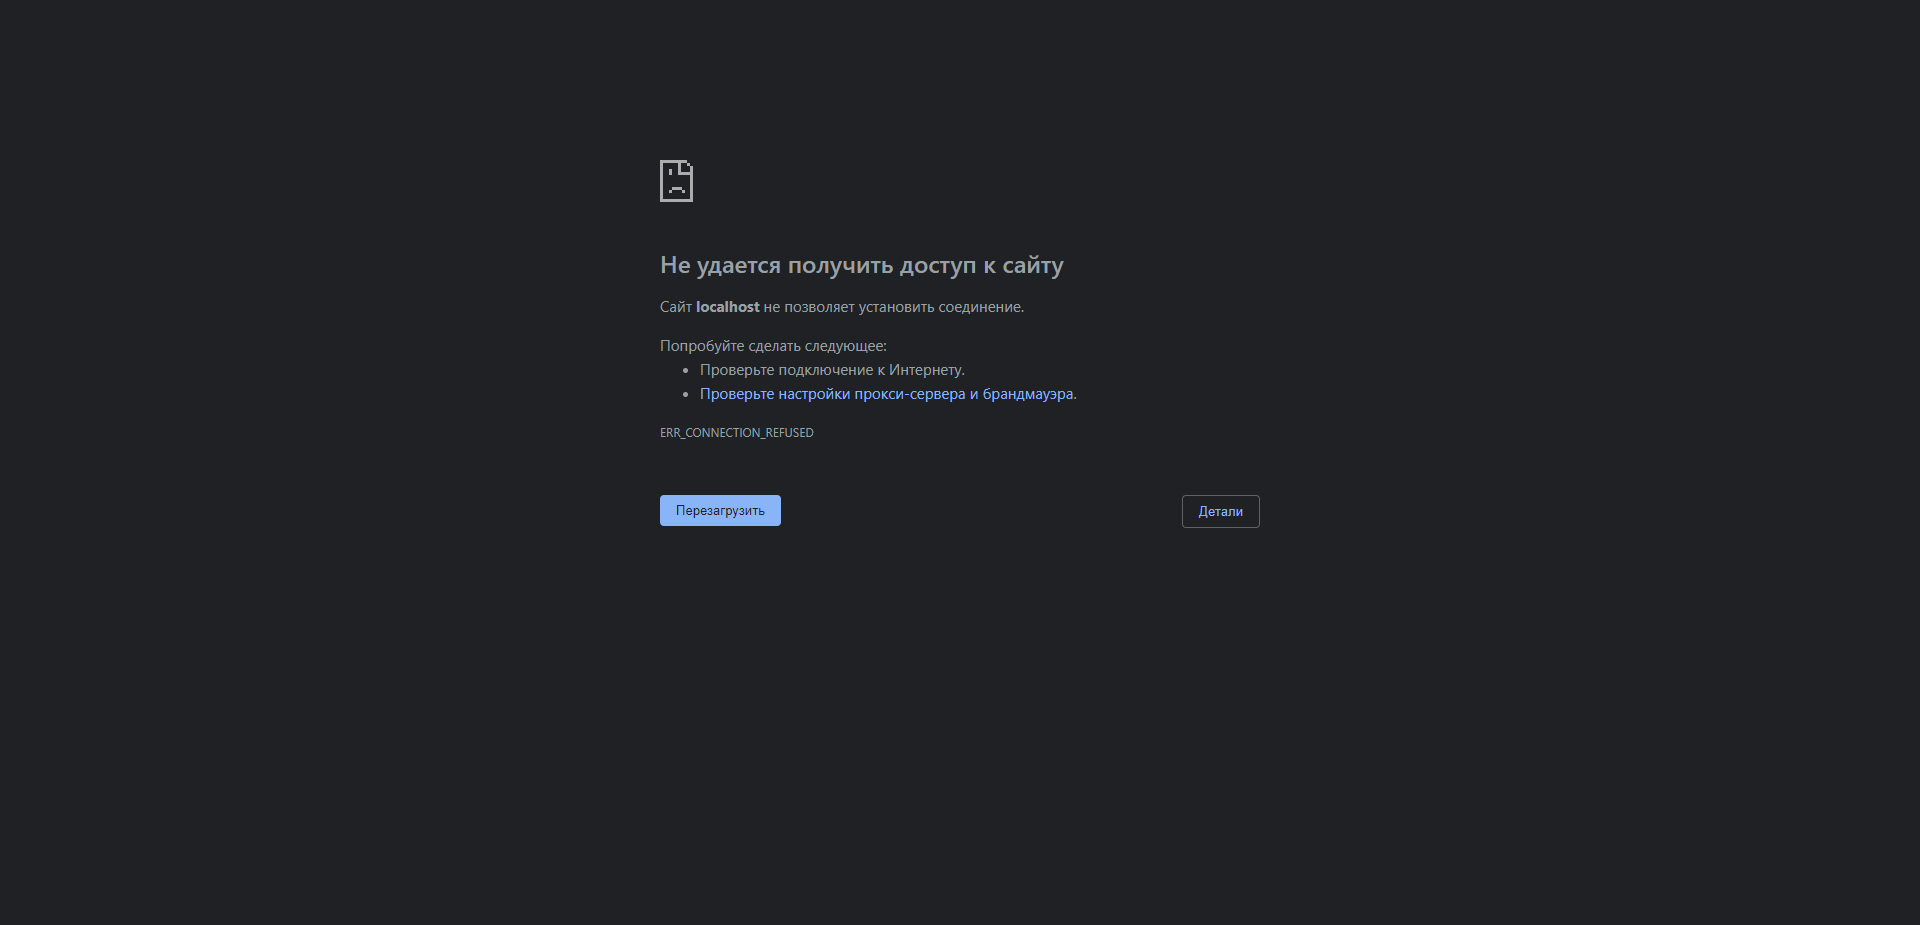 Не удается получить доступ к сайту
Сайт localhost не позволяет установить соединение.
Попробуйте сделать следующее:
• Проверьте подключение к Интернету.
• Проверьте настройки прокси-сервера и брандмауэра.
ERR_CONNECTION_REFUSED
Перезагрузить
Детали